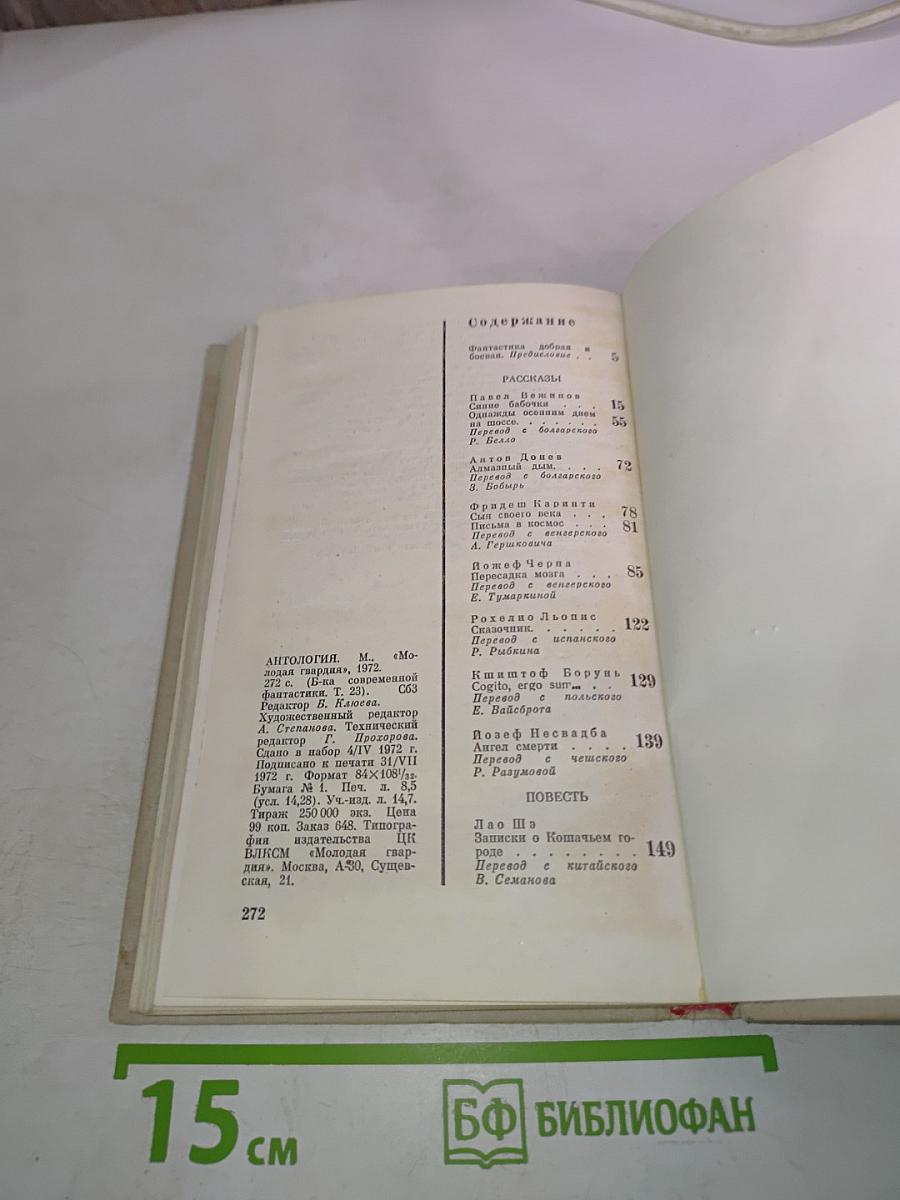 Содержание
Фантастика добрая и
боевая. Предисловие . . 5
РАССКАЗЫ
Павел Вежинов
Синие бабочки . . . 15
Однажды осенним днем
на шоссе. . . . . . . 55
Перевод с болгарского
Р. Белло
Антон Донев
Алмазный дым. . . . 72
Перевод с болгарского
З. Бобырь
Фридеш Каринти
Сын своего века . . . 78
Письма в космос . . . 81
Перевод с венгерского
А. Гершковича
Йожеф Черна
Пересадка мозга . . . 85
Перевод с венгерского
Е. Тумаркиной
Рохелио Льопис
Сказочник. . . . . . 122
Перевод с испанского
Р. Рыбкина
Кшиштоф Борунь
Cogito, ergo sum... . . 129
Перевод с польского
Е. Вайсброта
Йозеф Несвадба
Ангел смерти . . . . 139
Перевод с чешского
Р. Разумовой
ПОВЕСТЬ
Лао Шэ
Записки о Кошачьем го-
роде . . . . . . . . 149
Перевод с китайского
В. Семанова
АНТОЛОГИЯ. М., «Мо-
лодая гвардия», 1972.
272 с. (Б-ка современной
фантастики. Т. 23). Сб3
Редактор Б. Клюева.
Художественный редактор
А. Степанова. Технический
редактор Г. Прохорова.
Сдано в набор 4/IV 1972 г.
Подписано к печати 31/VII
1972 г. Формат 84×108¹/₃₂.
Бумага № 1. Печ. л. 8,5
(усл. 14,28). Уч.-изд. л. 14,7.
Тираж 250 000 экз. Цена
99 коп. Заказ 648. Типогра-
фия издательства ЦК
ВЛКСМ «Молодая гвар-
дия». Москва, А-30, Сущев-
ская, 21.
272
15 см
БФ БИБЛИОФАН